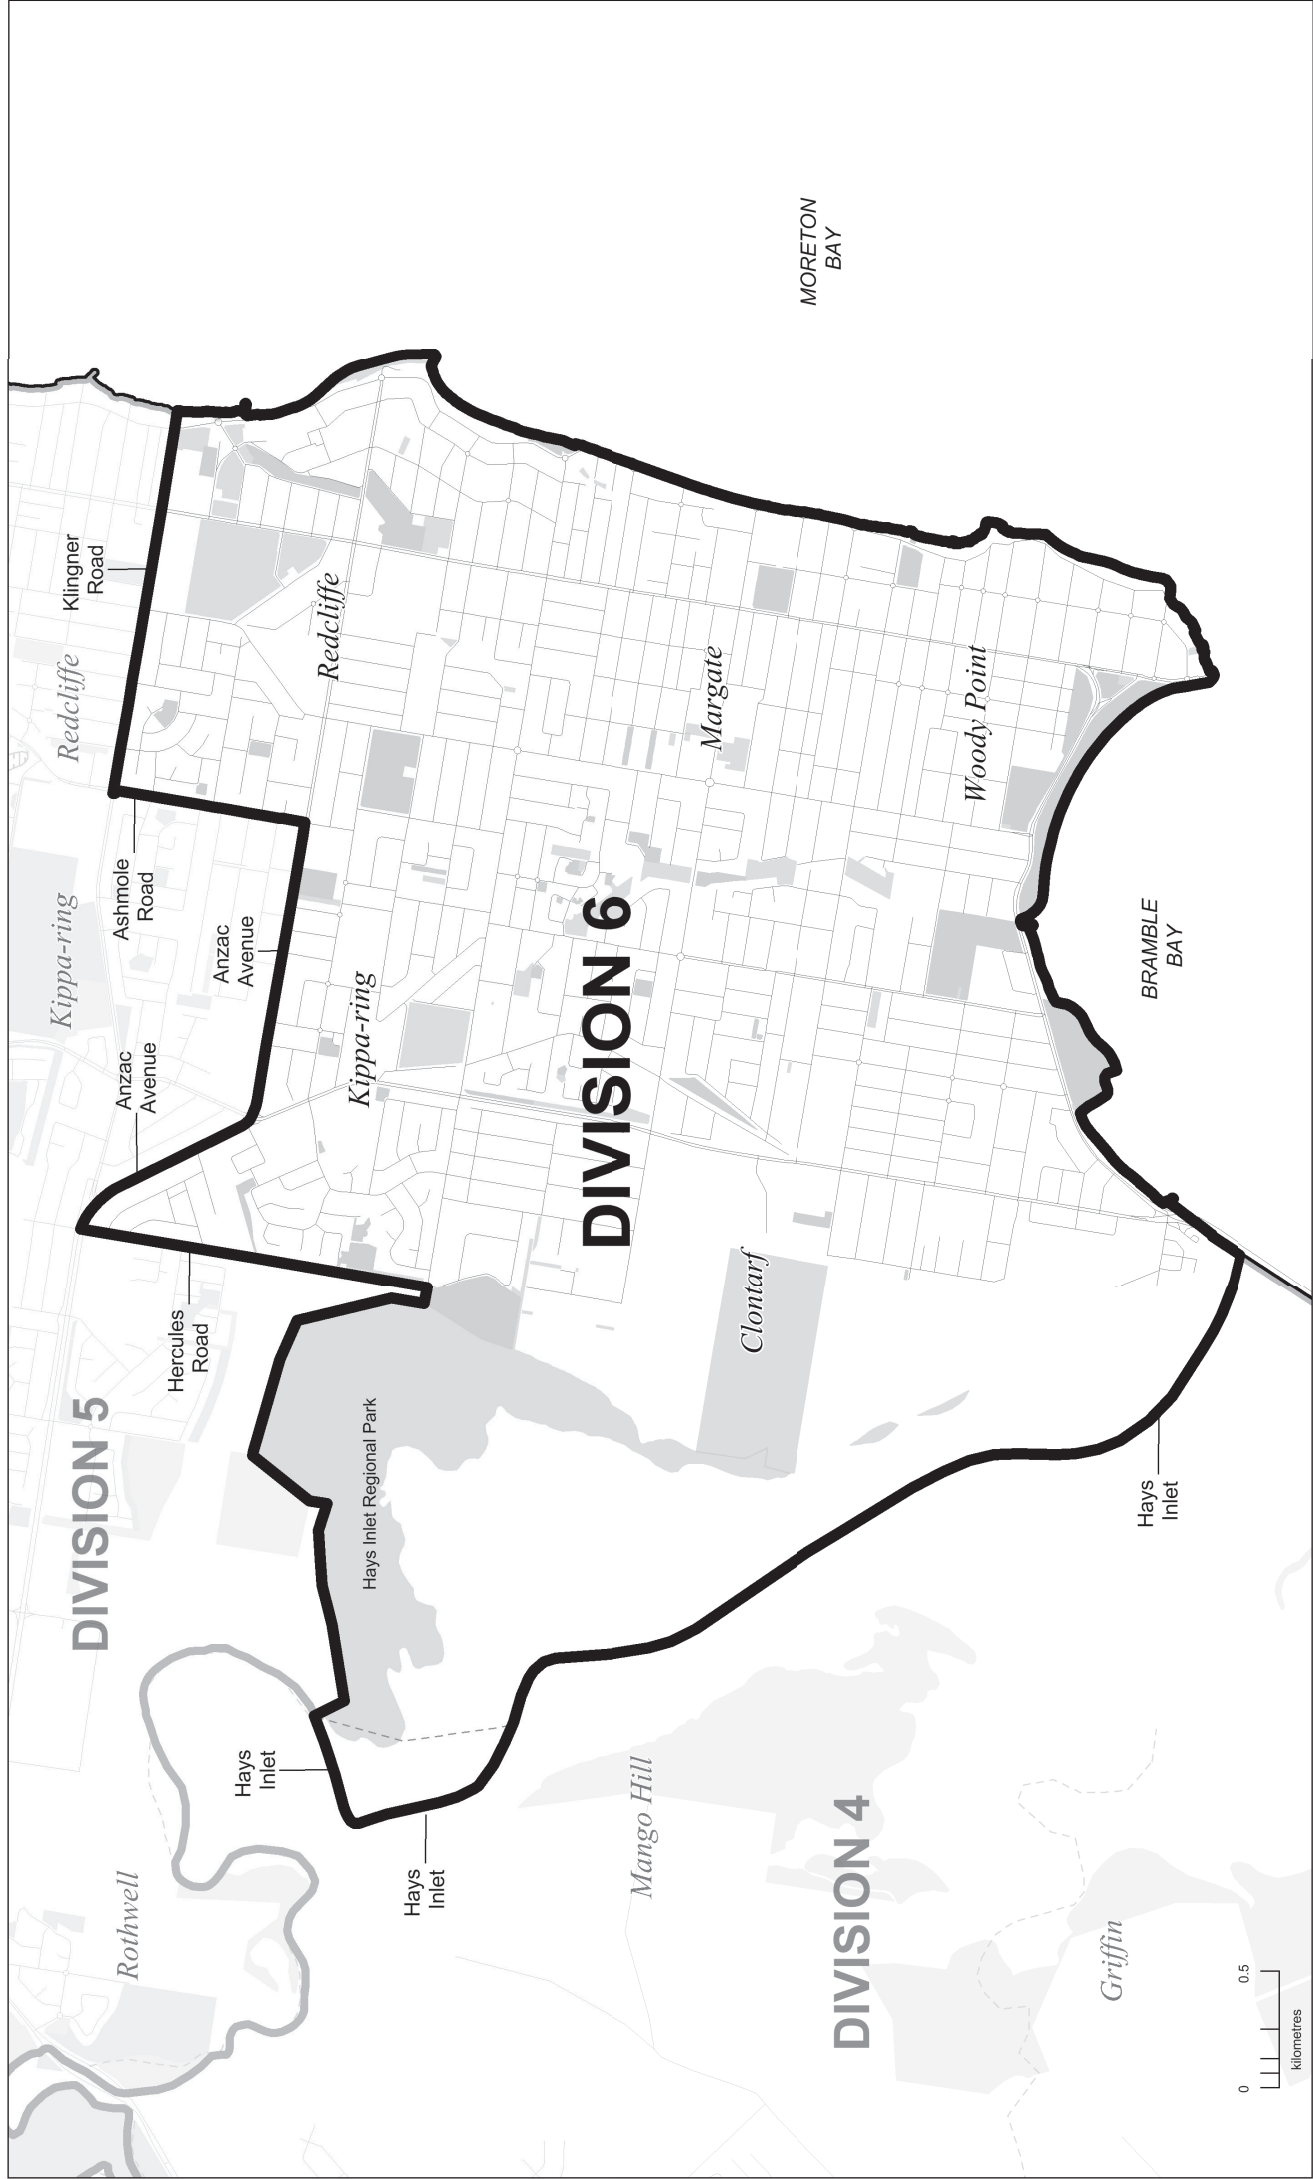 DIVISION 5
Rothwell
Hays
Inlet
Hays
Inlet
Hercules
Road
Anzac
Avenue
Kippa-ring
Anzac
Avenue
Ashmole
Road
Redcliffe
Klingner
Road
Redcliffe
Kippa-ring
Hays Inlet Regional Park
DIVISION 6
Mango Hill
Margate
MORETON
BAY
Clontarf
DIVISION 4
Woody Point
Griffin
Hays
Inlet
BRAMBLE
BAY
0
0.5
kilometres